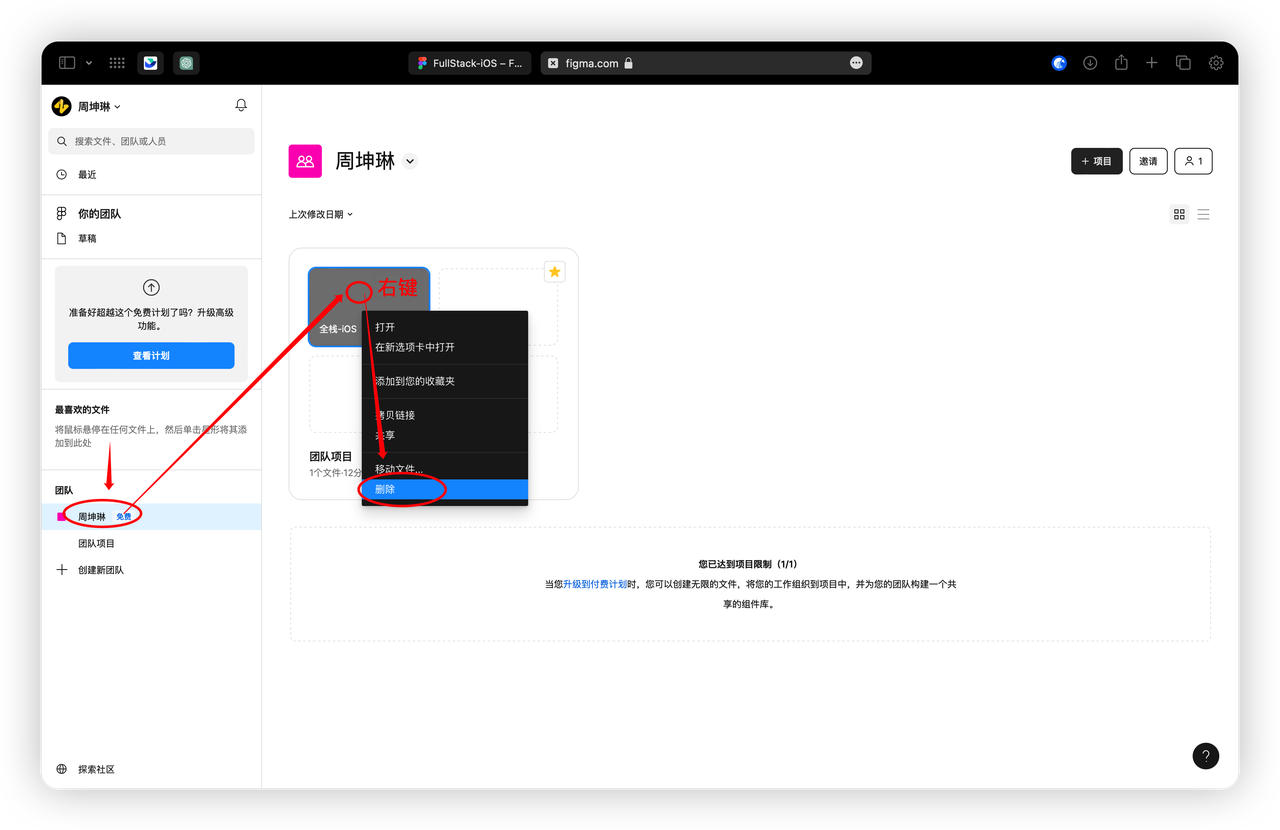 FullStack-iOS – F...
figma.com
周坤琳
搜索文件、团队或人员
最近
你的团队
草稿
准备好超越这个免费计划了吗？升级高级
功能。
查看计划
最喜欢的文件
将鼠标悬停在任何文件上，然后单击星形将其添
加到此处
团队
周坤琳 免费
团队项目
创建新团队
探索社区
周坤琳
+ 项目
邀请
1
上次修改日期
右键
全栈-iOS
打开
在新选项卡中打开
添加到您的收藏夹
拷贝链接
共享
移动文件...
删除
团队项目
1个文件·12分
您已达到项目限制（1/1）
当您升级到付费计划时，您可以创建无限的文件，将您的工作组织到项目中，并为您的团队构建一个共
享的组件库。
?